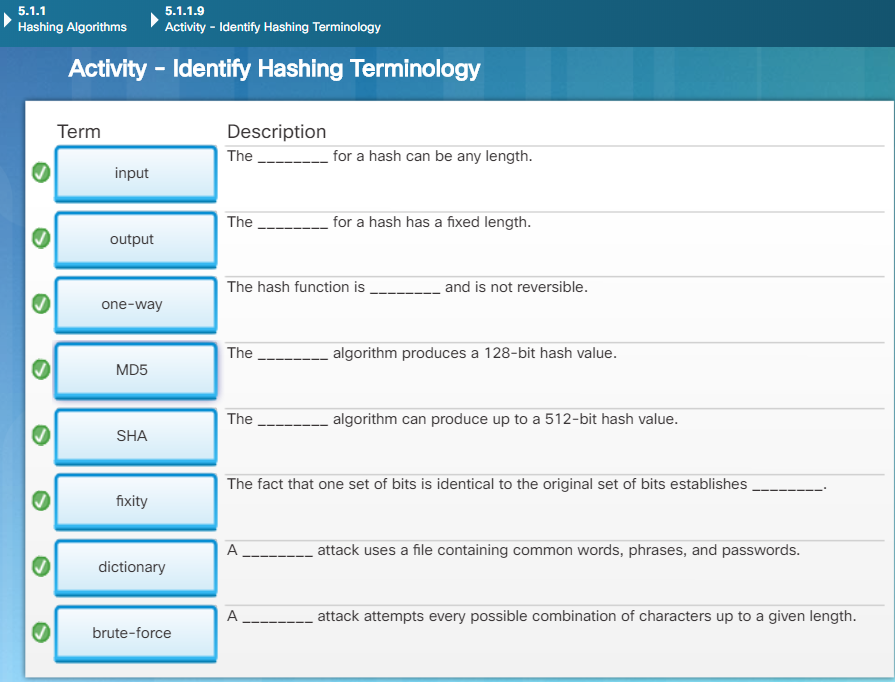 5.1.1
Hashing Algorithms
5.1.1.9
Activity - Identify Hashing Terminology
Activity - Identify Hashing Terminology
Term Description
input The ________ for a hash can be any length.
output The ________ for a hash has a fixed length.
one-way The hash function is ________ and is not reversible.
MD5 The ________ algorithm produces a 128-bit hash value.
SHA The ________ algorithm can produce up to a 512-bit hash value.
fixity The fact that one set of bits is identical to the original set of bits establishes ________.
dictionary A ________ attack uses a file containing common words, phrases, and passwords.
brute-force A ________ attack attempts every possible combination of characters up to a given length.